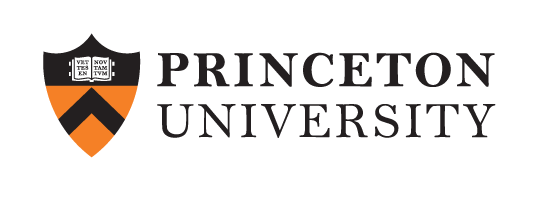 VET NOV
TES TAM
EN TVM
PRINCETON
UNIVERSITY